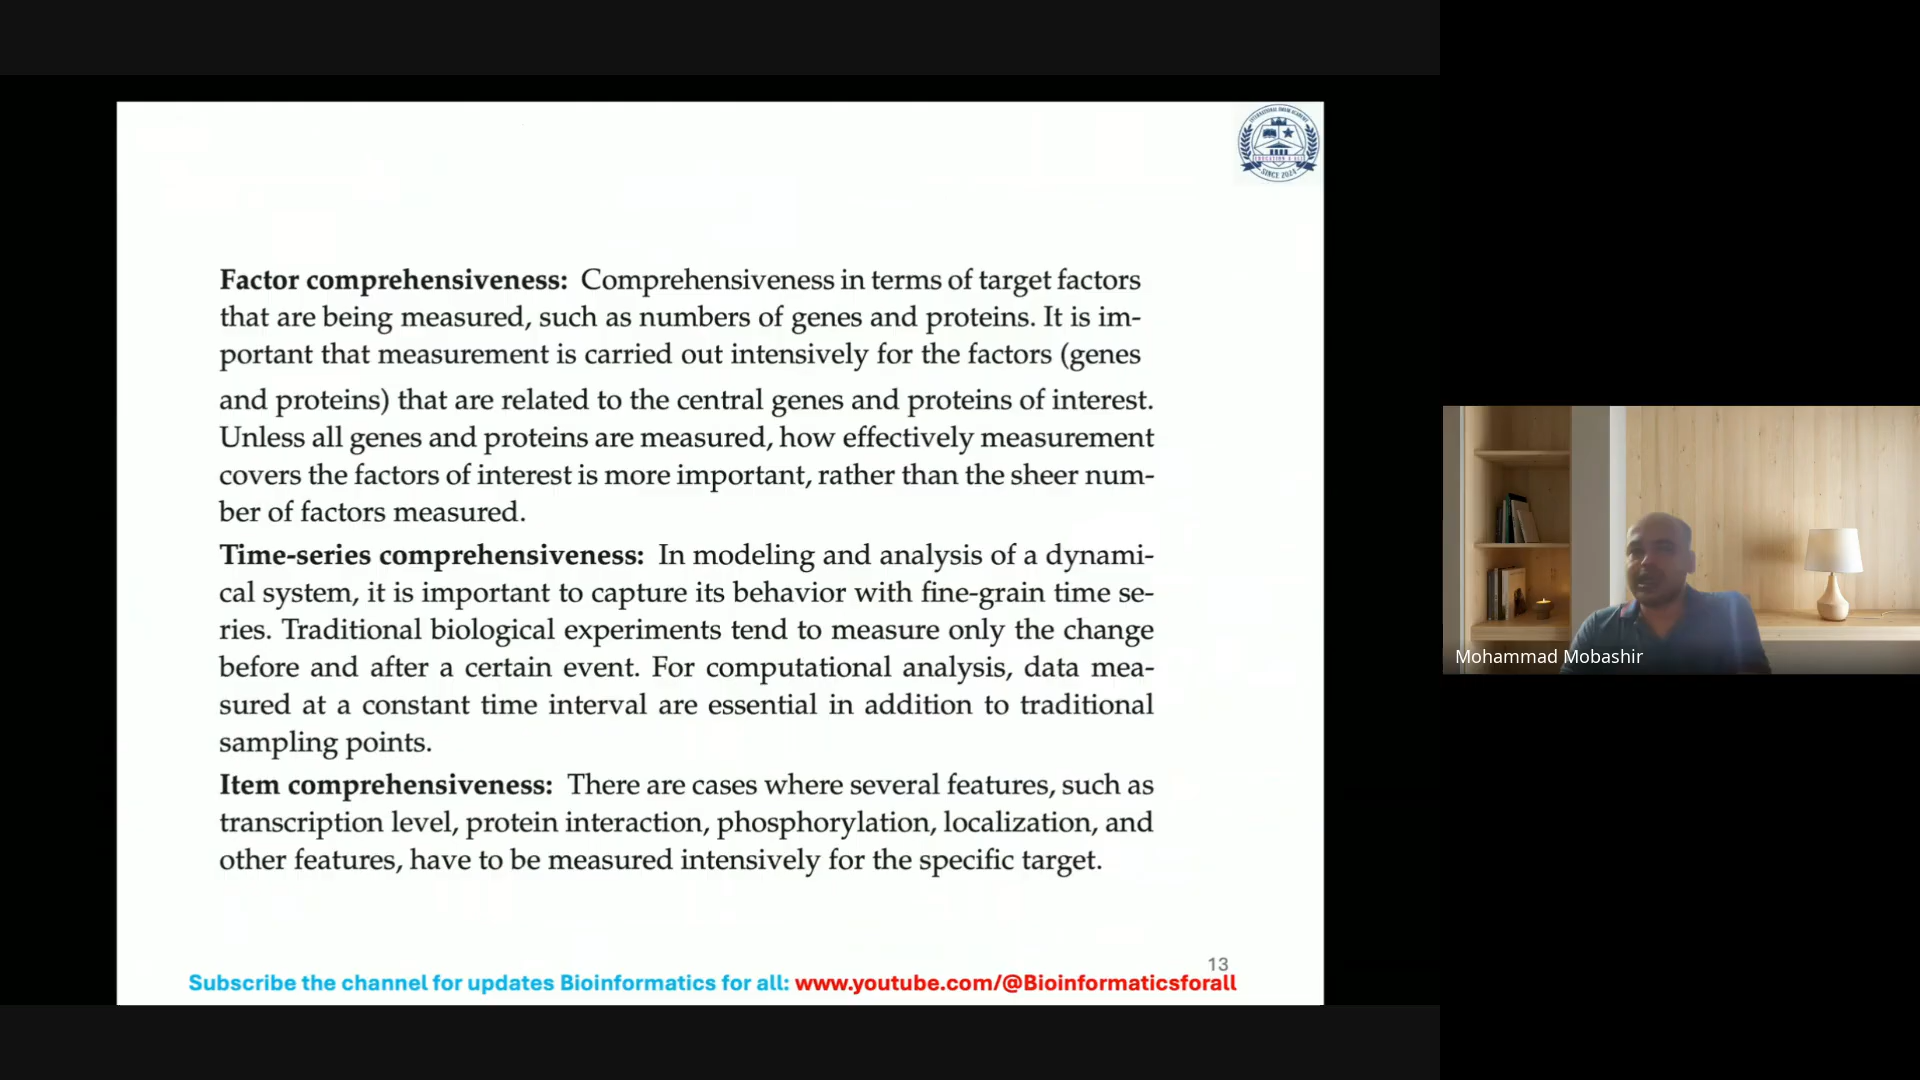 INTERNATIONAL
EDUCATION 4 ALL
SINCE 2024
Factor comprehensiveness: Comprehensiveness in terms of target factors
that are being measured, such as numbers of genes and proteins. It is im-
portant that measurement is carried out intensively for the factors (genes
and proteins) that are related to the central genes and proteins of interest.
Unless all genes and proteins are measured, how effectively measurement
covers the factors of interest is more important, rather than the sheer num-
ber of factors measured.
Time-series comprehensiveness: In modeling and analysis of a dynami-
cal system, it is important to capture its behavior with fine-grain time se-
ries. Traditional biological experiments tend to measure only the change
before and after a certain event. For computational analysis, data mea-
sured at a constant time interval are essential in addition to traditional
sampling points.
Item comprehensiveness: There are cases where several features, such as
transcription level, protein interaction, phosphorylation, localization, and
other features, have to be measured intensively for the specific target.
13
Subscribe the channel for updates Bioinformatics for all: www.youtube.com/@Bioinformaticsforall
Mohammad Mobashir